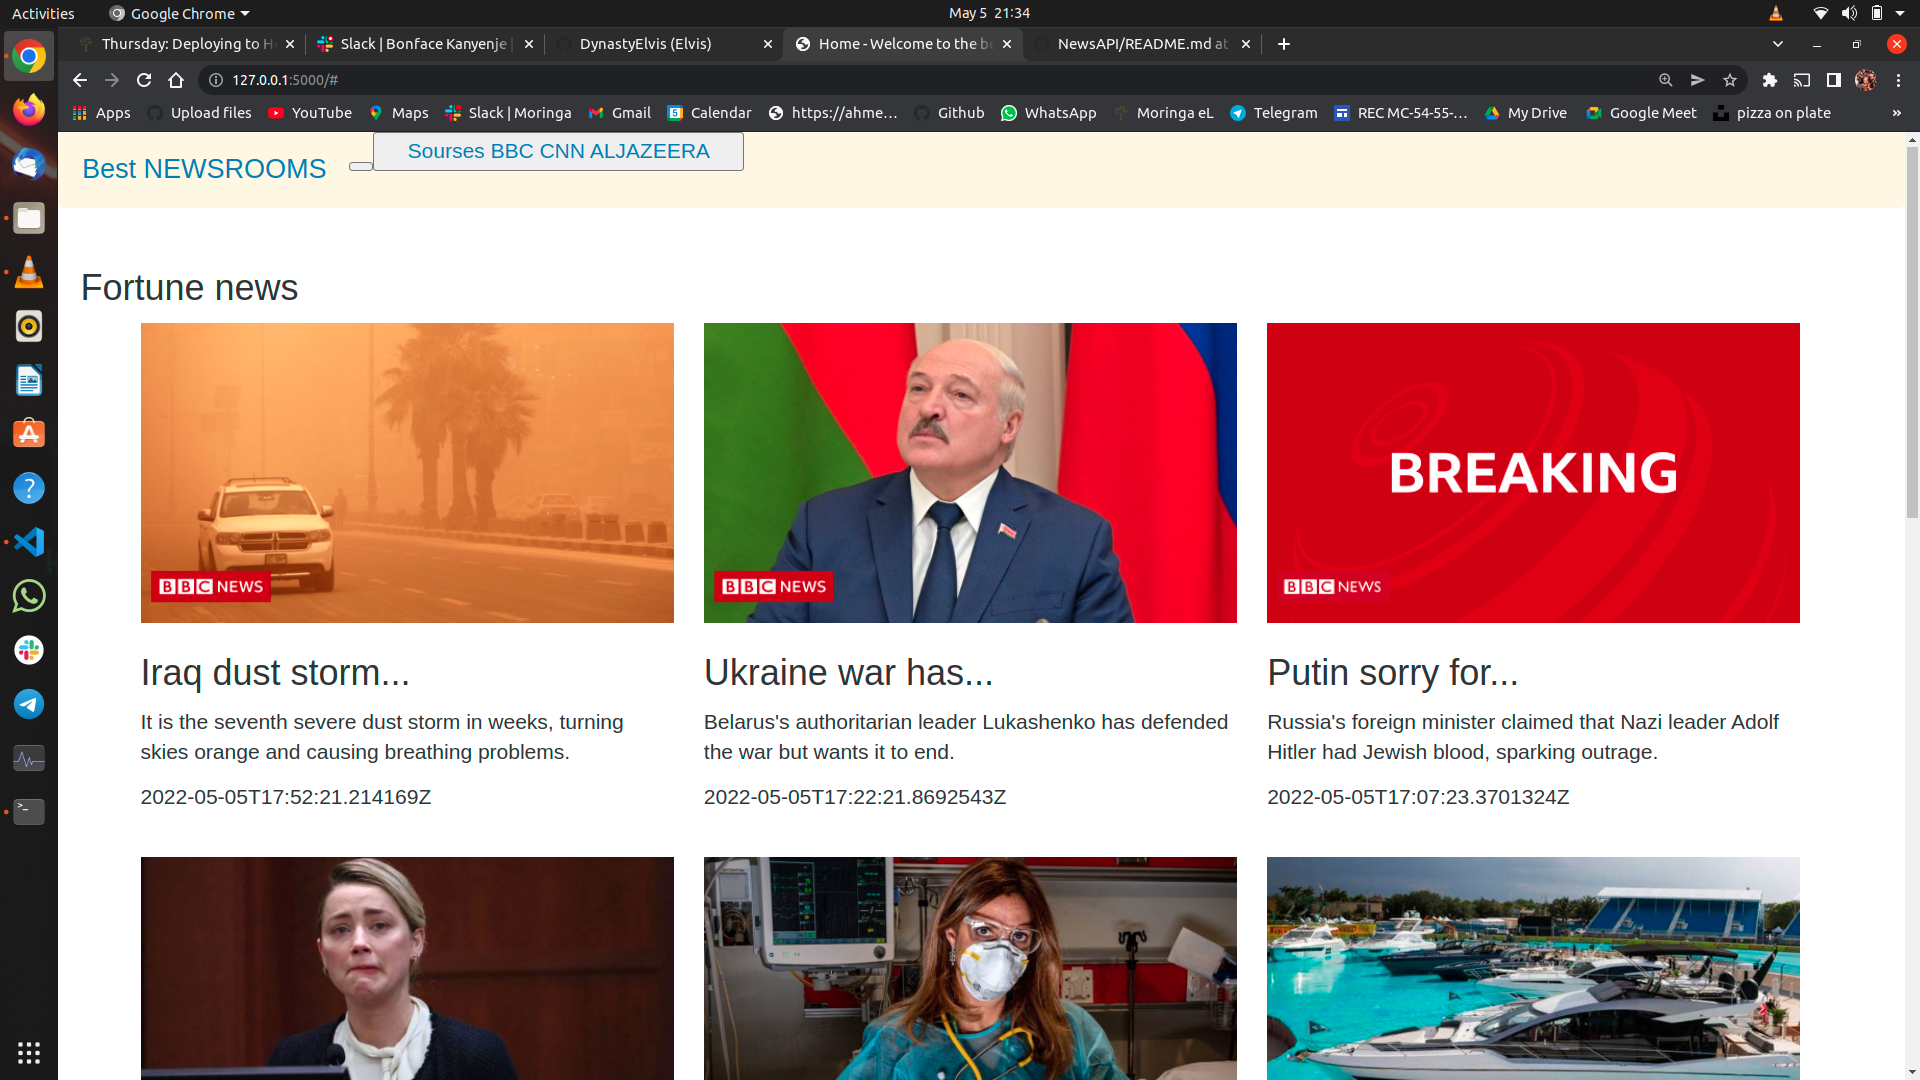 Activities
Google Chrome
May 5 21:34
Thursday: Deploying to H
Slack | Bonface Kanyenje |
DynastyElvis (Elvis)
Home - Welcome to the be
NewsAPI/README.md at
127.0.0.1:5000/#
Apps
Upload files
YouTube
Maps
Slack | Moringa
Gmail
Calendar
https://ahme...
Github
WhatsApp
Moringa eL
Telegram
REC MC-54-55-...
My Drive
Google Meet
pizza on plate
»
Best NEWSROOMS
Sourses BBC CNN ALJAZEERA
Fortune news
BBC NEWS
BBC NEWS
BREAKING
BBC NEWS
Iraq dust storm...
It is the seventh severe dust storm in weeks, turning
skies orange and causing breathing problems.
2022-05-05T17:52:21.214169Z
Ukraine war has...
Belarus's authoritarian leader Lukashenko has defended
the war but wants it to end.
2022-05-05T17:22:21.8692543Z
Putin sorry for...
Russia's foreign minister claimed that Nazi leader Adolf
Hitler had Jewish blood, sparking outrage.
2022-05-05T17:07:23.3701324Z